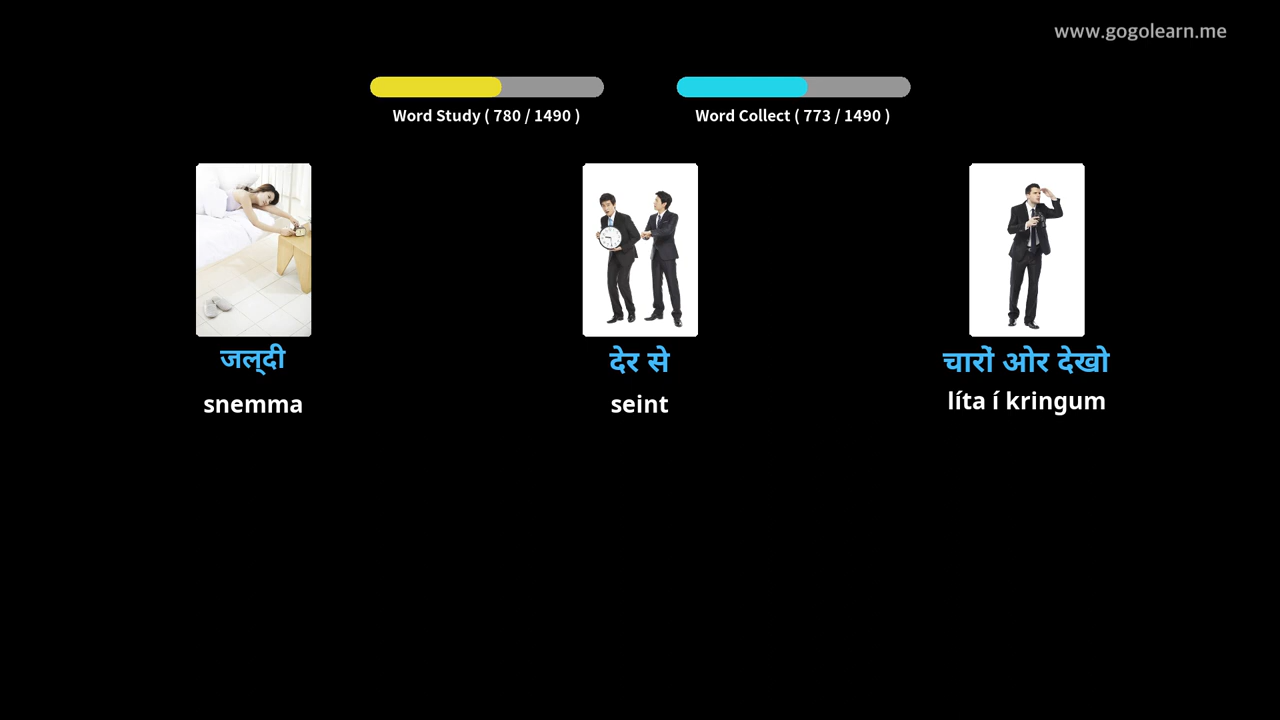 www.gogolearn.me
Word Study ( 780 / 1490 )
Word Collect ( 773 / 1490 )
जल्‌दी
देर से
चारों ओर देखो
snemma
seint
líta í kringum